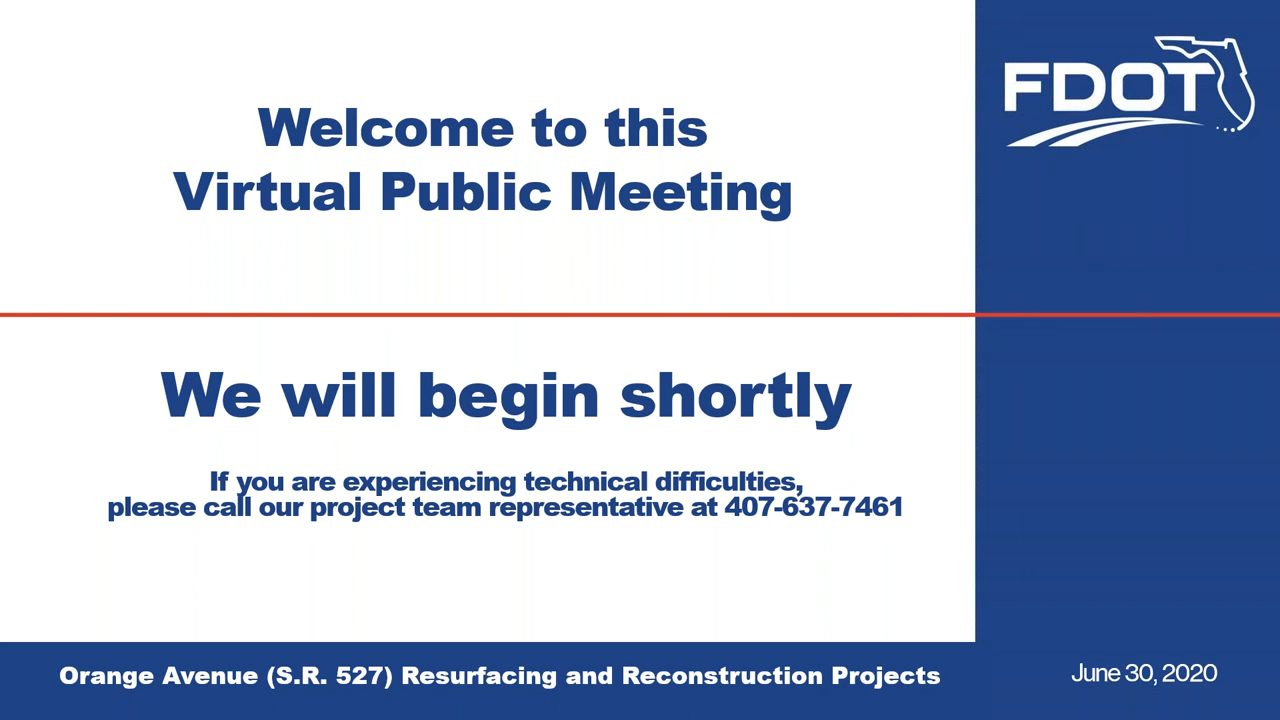 Welcome to this
Virtual Public Meeting
FDOT
We will begin shortly
If you are experiencing technical difficulties,
please call our project team representative at 407-637-7461
Orange Avenue (S.R. 527) Resurfacing and Reconstruction Projects
June 30, 2020